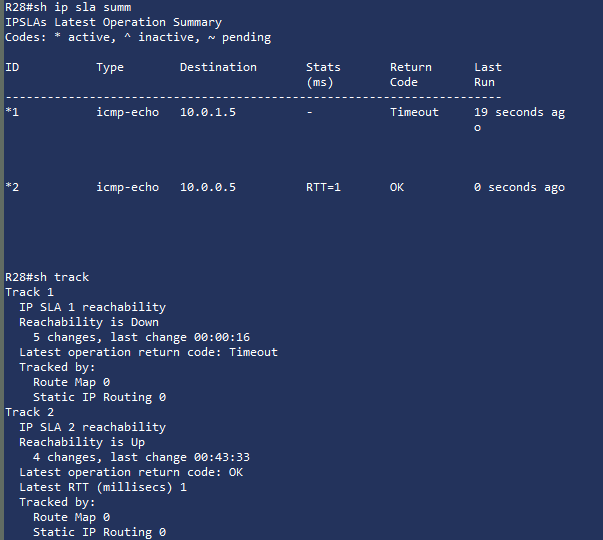 R28#sh ip sla summ
IPSLAs Latest Operation Summary
Codes: * active, ^ inactive, ~ pending
ID Type Destination Stats Return Last
(ms) Code Run
-----------------------------------------------------------------------
*1 icmp-echo 10.0.1.5 - Timeout 19 seconds ag
o
*2 icmp-echo 10.0.0.5 RTT=1 OK 0 seconds ago
R28#sh track
Track 1
IP SLA 1 reachability
Reachability is Down
5 changes, last change 00:00:16
Latest operation return code: Timeout
Tracked by:
Route Map 0
Static IP Routing 0
Track 2
IP SLA 2 reachability
Reachability is Up
4 changes, last change 00:43:33
Latest operation return code: OK
Latest RTT (millisecs) 1
Tracked by:
Route Map 0
Static IP Routing 0